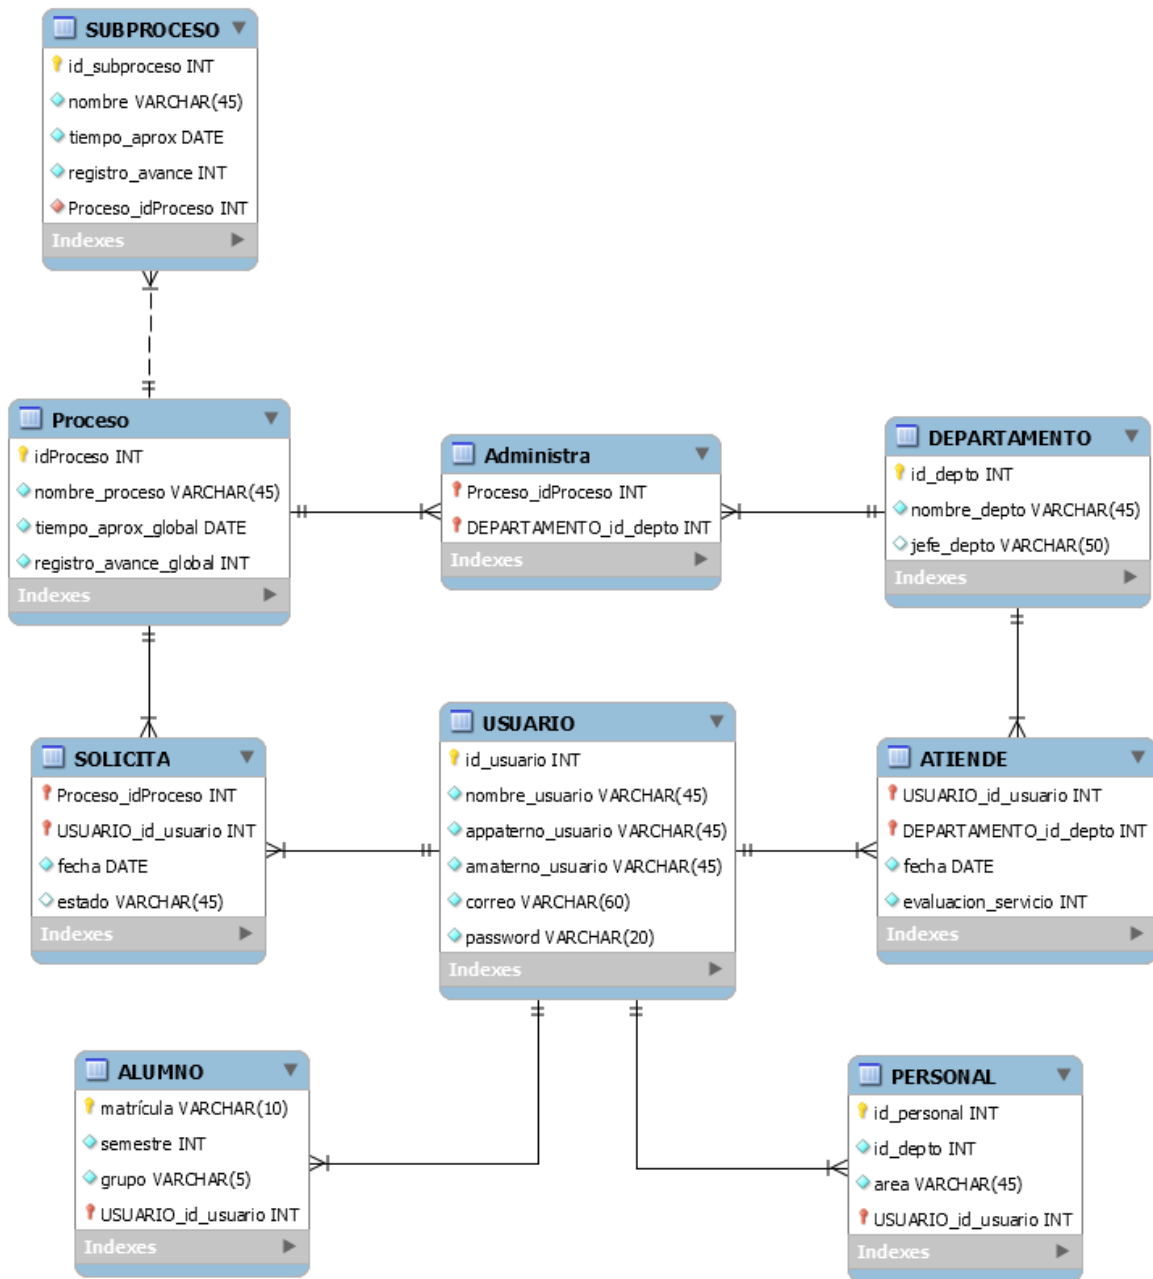 SUBPROCESO
id_subproceso INT
nombre VARCHAR(45)
tiempo_aprox DATE
registro_avance INT
Proceso_idProceso INT
Indexes
Proceso
idProceso INT
nombre_proceso VARCHAR(45)
tiempo_aprox_global DATE
registro_avance_global INT
Indexes
Administra
Proceso_idProceso INT
DEPARTAMENTO_id_depto INT
Indexes
DEPARTAMENTO
id_depto INT
nombre_depto VARCHAR(45)
jefe_depto VARCHAR(50)
Indexes
SOLICITA
Proceso_idProceso INT
USUARIO_id_usuario INT
fecha DATE
estado VARCHAR(45)
Indexes
USUARIO
id_usuario INT
nombre_usuario VARCHAR(45)
appaterno_usuario VARCHAR(45)
amaterno_usuario VARCHAR(45)
correo VARCHAR(60)
password VARCHAR(20)
Indexes
ATIENDE
USUARIO_id_usuario INT
DEPARTAMENTO_id_depto INT
fecha DATE
evaluacion_servicio INT
Indexes
ALUMNO
matrícula VARCHAR(10)
semestre INT
grupo VARCHAR(5)
USUARIO_id_usuario INT
Indexes
PERSONAL
id_personal INT
id_depto INT
area VARCHAR(45)
USUARIO_id_usuario INT
Indexes